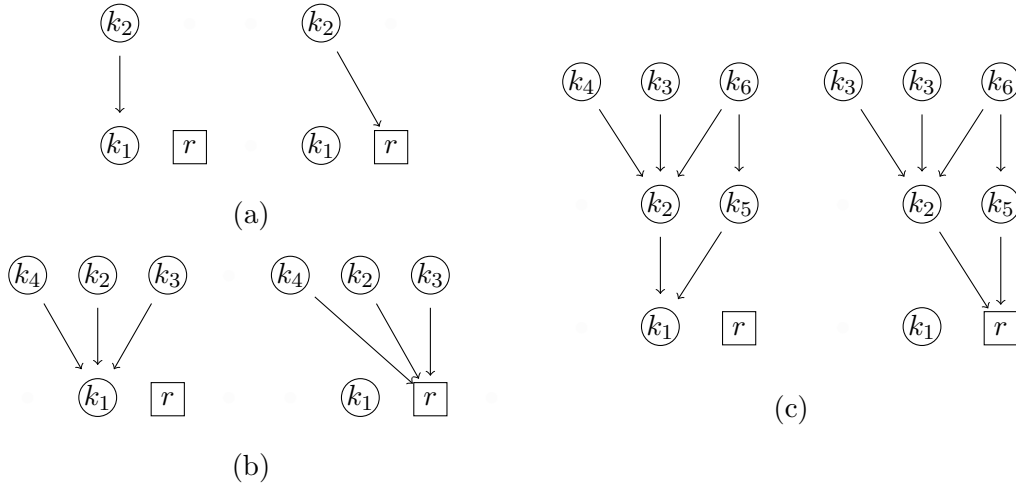 k2 k2
k1 r k1 r
(a)
k4 k2 k3 k4 k2 k3
k1 r k1 r
(b)
k4 k3 k6 k3 k3 k6
k2 k5 k2 k5
k1 r k1 r
(c)